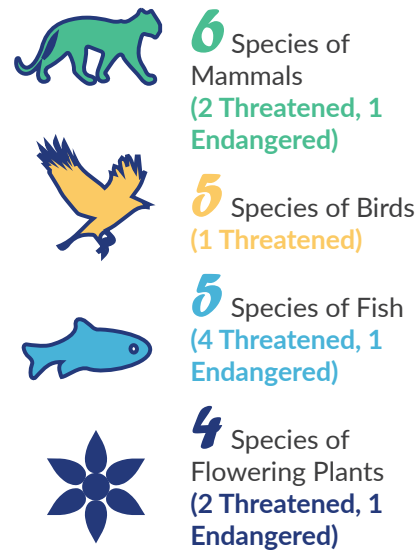 6 Species of
Mammals
(2 Threatened, 1
Endangered)
5 Species of Birds
(1 Threatened)
5 Species of Fish
(4 Threatened, 1
Endangered)
4 Species of
Flowering Plants
(2 Threatened, 1
Endangered)